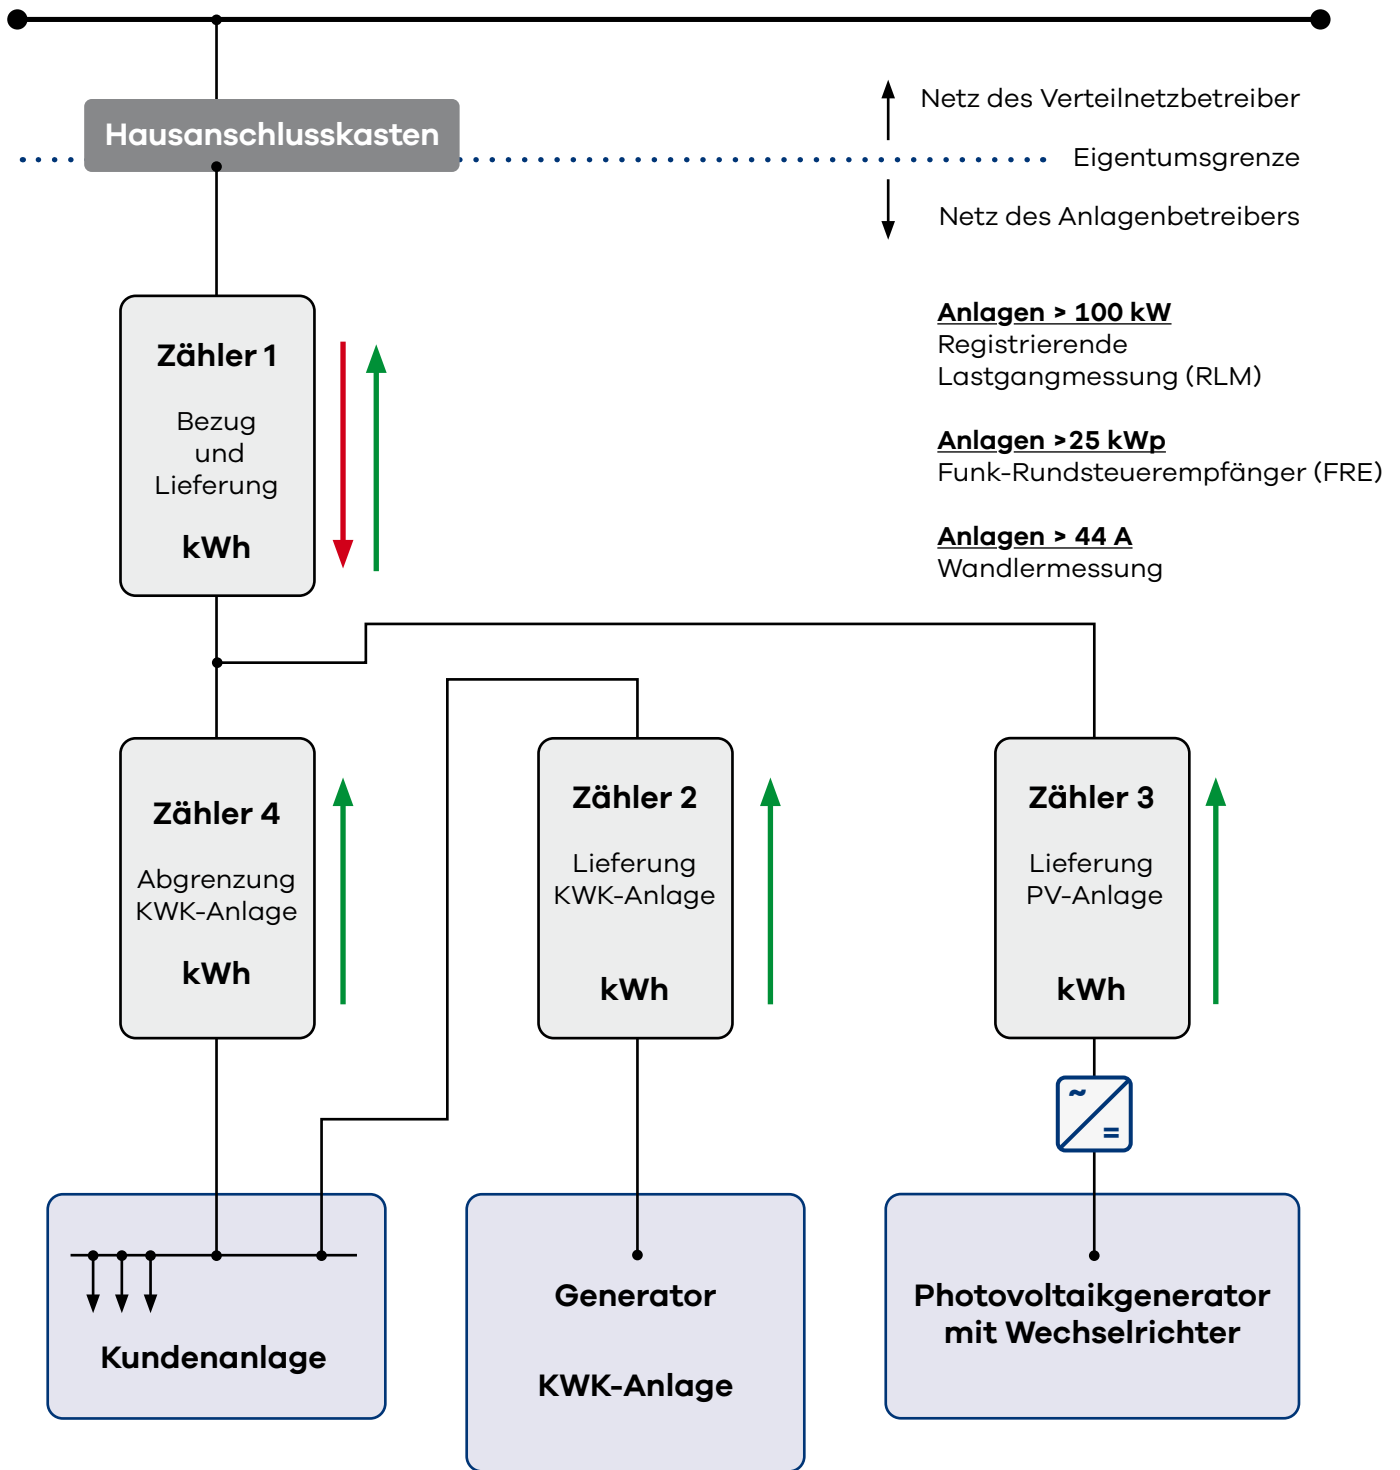 Hausanschlusskasten
Netz des Verteilnetzbetreiber
Eigentumsgrenze
Netz des Anlagenbetreibers
Anlagen > 100 kW
Registrierende
Lastgangmessung (RLM)
Anlagen >25 kWp
Funk-Rundsteuerempfänger (FRE)
Anlagen > 44 A
Wandlermessung
Zähler 1
Bezug
und
Lieferung
kWh
Zähler 4
Abgrenzung
KWK-Anlage
kWh
Zähler 2
Lieferung
KWK-Anlage
kWh
Zähler 3
Lieferung
PV-Anlage
kWh
~
=
Kundenanlage
Generator
KWK-Anlage
Photovoltaikgenerator
mit Wechselrichter